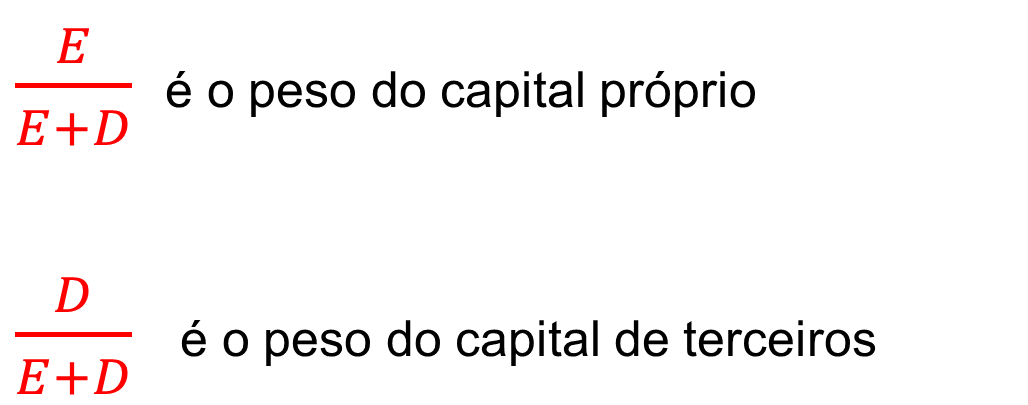 E
E+D é o peso do capital próprio
D
E+D é o peso do capital de terceiros